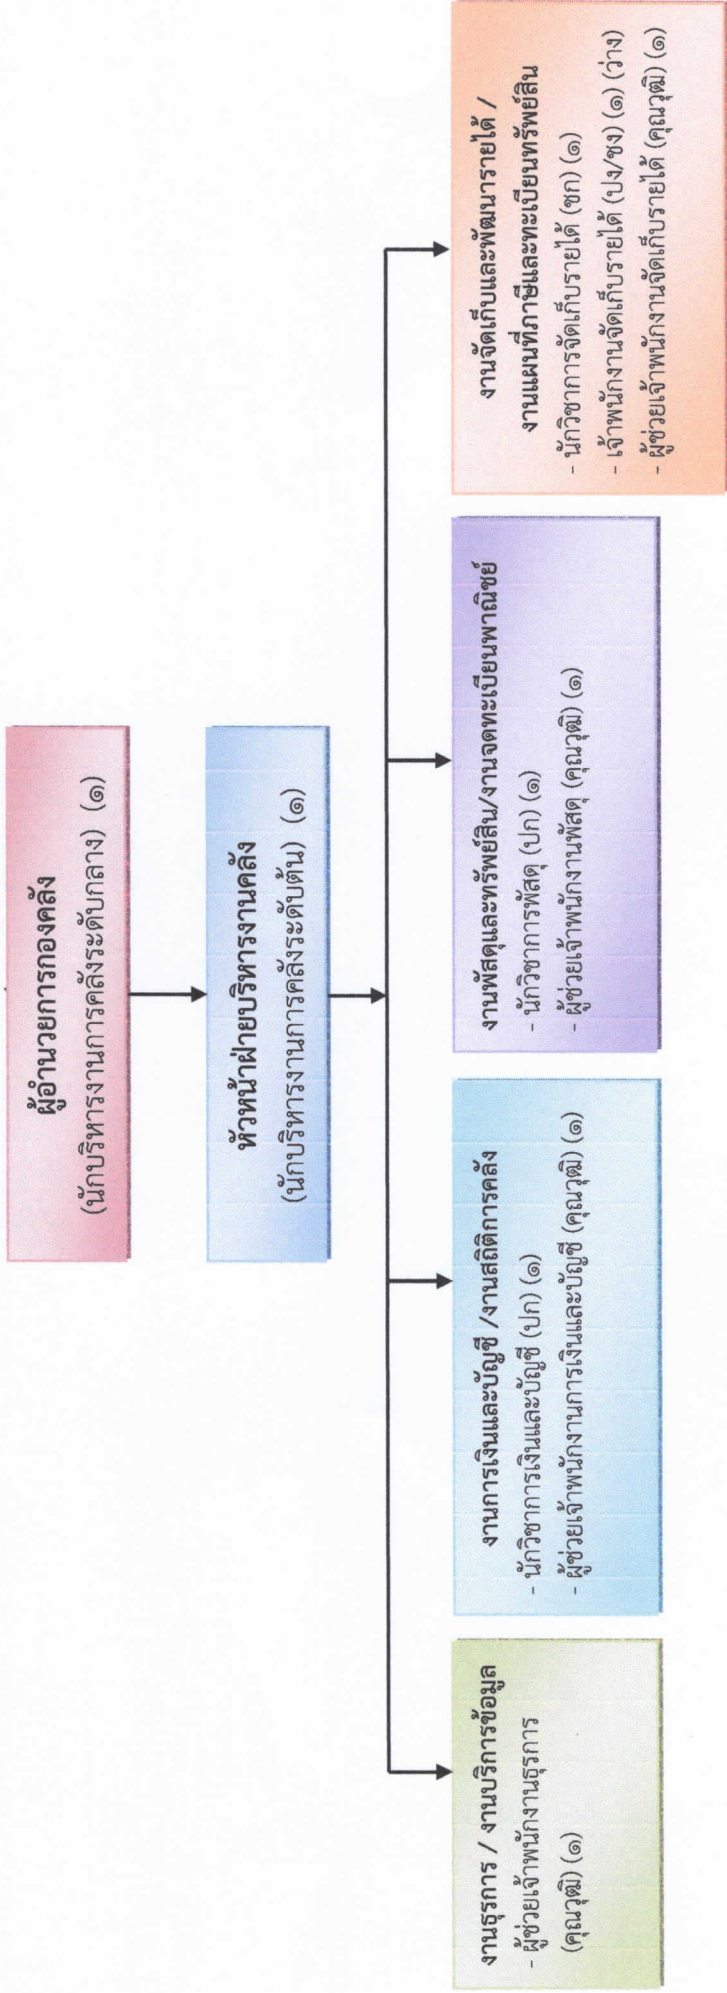 ผู้อำนวยการกองคลัง
(นักบริหารงานการคลังระดับกลาง) (๑)
หัวหน้าฝ่ายบริหารงานคลัง
(นักบริหารงานการคลังระดับต้น) (๑)
งานธุรการ / งานบริการข้อมูล
- ผู้ช่วยเจ้าพนักงานธุรการ
(คุณวุฒิ) (๑)
งานการเงินและบัญชี /งานสถิติการคลัง
- นักวิชาการเงินและบัญชี (ปก) (๑)
- ผู้ช่วยเจ้าพนักงานการเงินและบัญชี (คุณวุฒิ) (๑)
งานพัสดุและทรัพย์สิน/งานจดทะเบียนพาณิชย์
- นักวิชาการพัสดุ (ปก) (๑)
- ผู้ช่วยเจ้าพนักงานพัสดุ (คุณวุฒิ) (๑)
งานจัดเก็บและพัฒนารายได้ /
งานแผนที่ภาษีและทะเบียนทรัพย์สิน
- นักวิชาการจัดเก็บรายได้ (ชก) (๑)
- เจ้าพนักงานจัดเก็บรายได้ (ปง/ชง) (๑) (ว่าง)
- ผู้ช่วยเจ้าพนักงานจัดเก็บรายได้ (คุณวุฒิ) (๑)